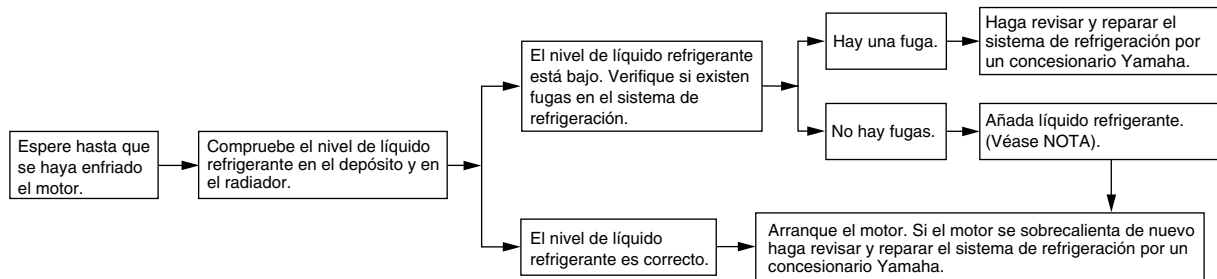 Espere hasta que
se haya enfriado
el motor.
Compruebe el nivel de líquido
refrigerante en el depósito y en
el radiador.
El nivel de líquido refrigerante
está bajo. Verifique si existen
fugas en el sistema de
refrigeración.
Hay una fuga.
Haga revisar y reparar el
sistema de refrigeración por
un concesionario Yamaha.
No hay fugas.
Añada líquido refrigerante.
(Véase NOTA).
El nivel de líquido
refrigerante es correcto.
Arranque el motor. Si el motor se sobrecalienta de nuevo
haga revisar y reparar el sistema de refrigeración por un
concesionario Yamaha.